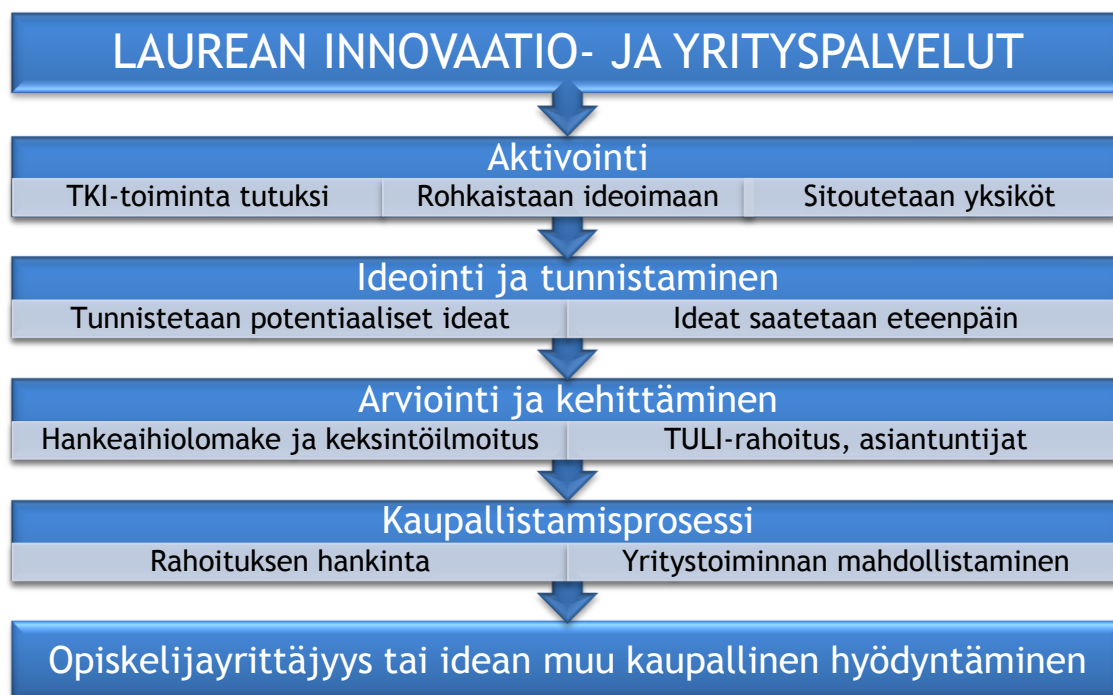 LAUREAN INNOVAATIO- JA YRITYSPALVELUT
Aktivointi
TKI-toiminta tutuksi
Rohkaistaan ideoimaan
Sitoutetaan yksiköt
Ideointi ja tunnistaminen
Tunnistetaan potentiaaliset ideat
Ideat saatetaan eteenpäin
Arviointi ja kehittäminen
Hankeaihiolomake ja keksintöilmoitus
TULI-rahoitus, asiantuntijat
Kaupallistamisprosessi
Rahoituksen hankinta
Yritystoiminnan mahdollistaminen
Opiskelijayrittäjyys tai idean muu kaupallinen hyödyntäminen